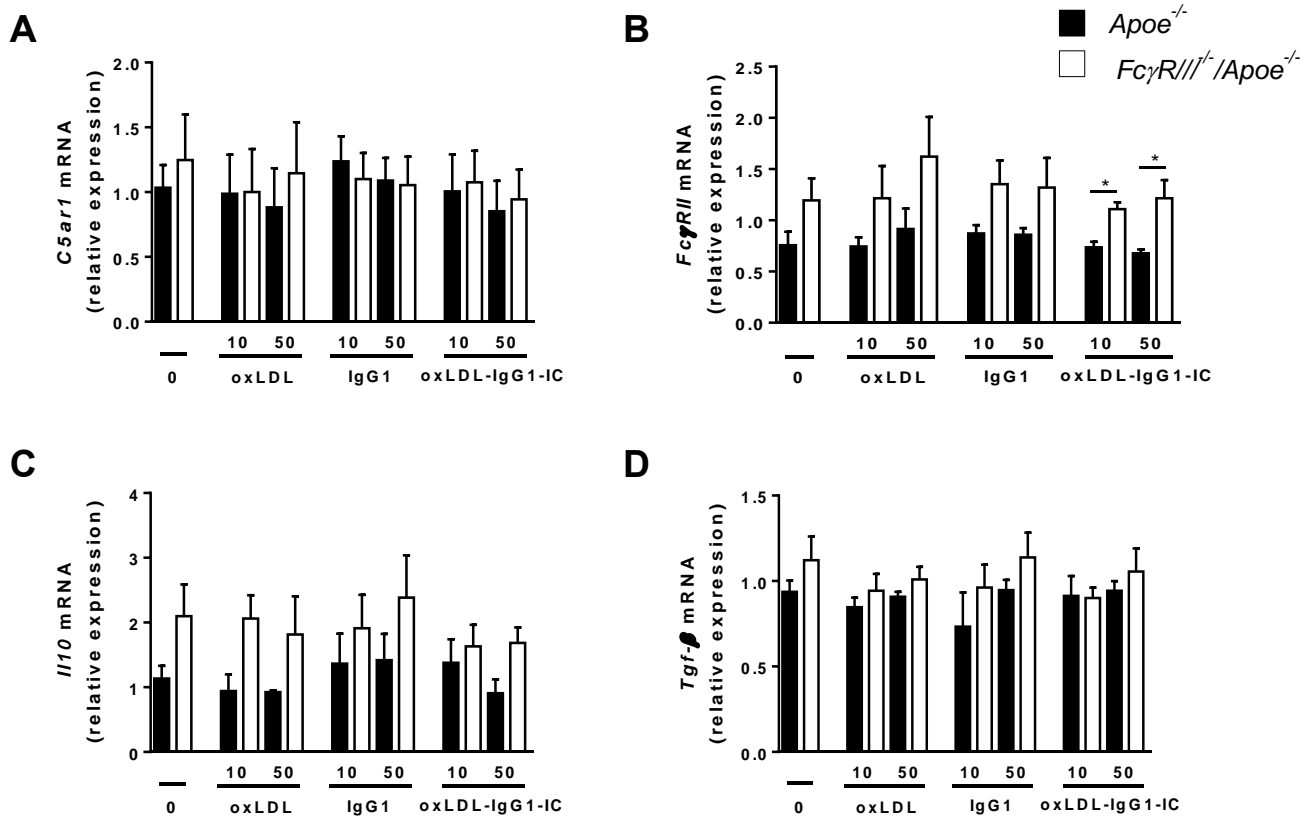 A
C5ar1 mRNA
(relative expression)
2.0
1.5
1.0
0.5
0.0
10 50 10 50 10 50
0 oxLDL IgG1 oxLDL-IgG1-IC
B
Apoe-/-
FcγRIII-/-/Apoe-/-
FcγRII mRNA
(relative expression)
2.5
2.0
1.5
1.0
0.5
0.0
* *
10 50 10 50 10 50
0 oxLDL IgG1 oxLDL-IgG1-IC
C
Il10 mRNA
(relative expression)
4
3
2
1
0
10 50 10 50 10 50
0 oxLDL IgG1 oxLDL-IgG1-IC
D
Tgf-β mRNA
(relative expression)
1.5
1.0
0.5
0.0
10 50 10 50 10 50
0 oxLDL IgG1 oxLDL-IgG1-IC